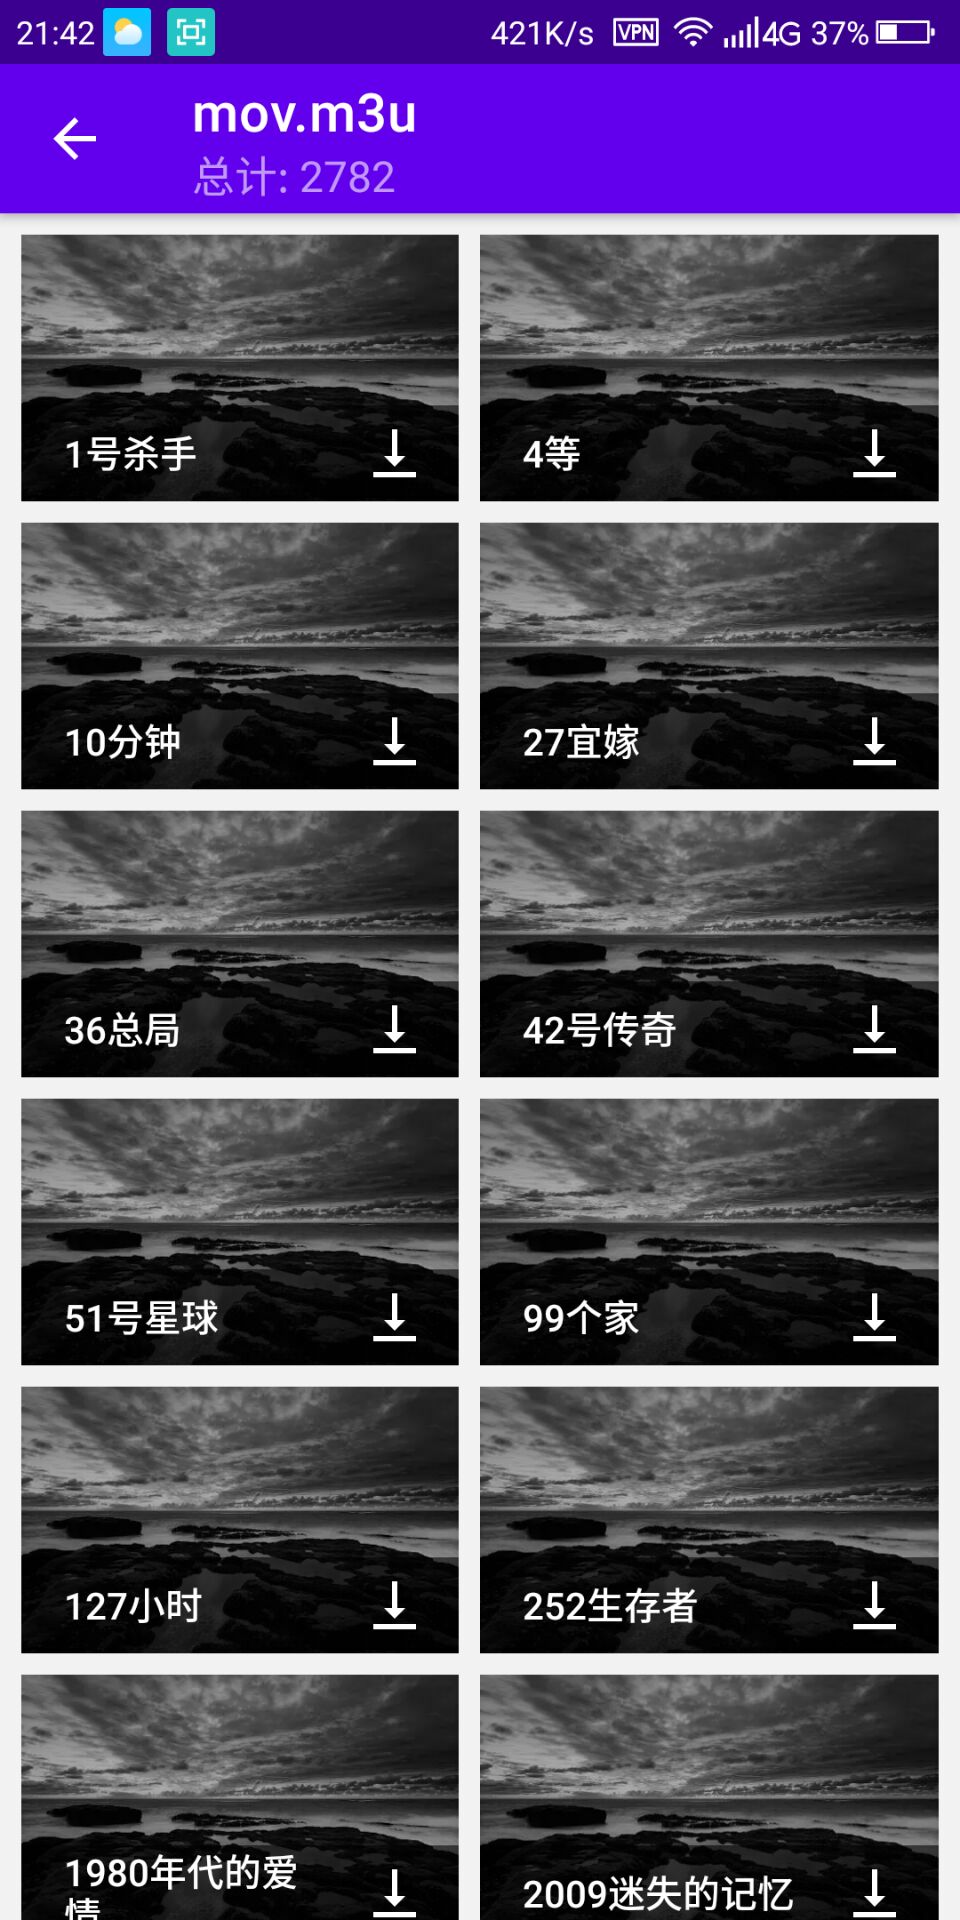 21:42 421K/s VPN 4G 37%
mov.m3u
总计: 2782
1号杀手
4等
10分钟
27宜嫁
36总局
42号传奇
51号星球
99个家
127小时
252生存者
1980年代的爱
情
2009迷失的记忆